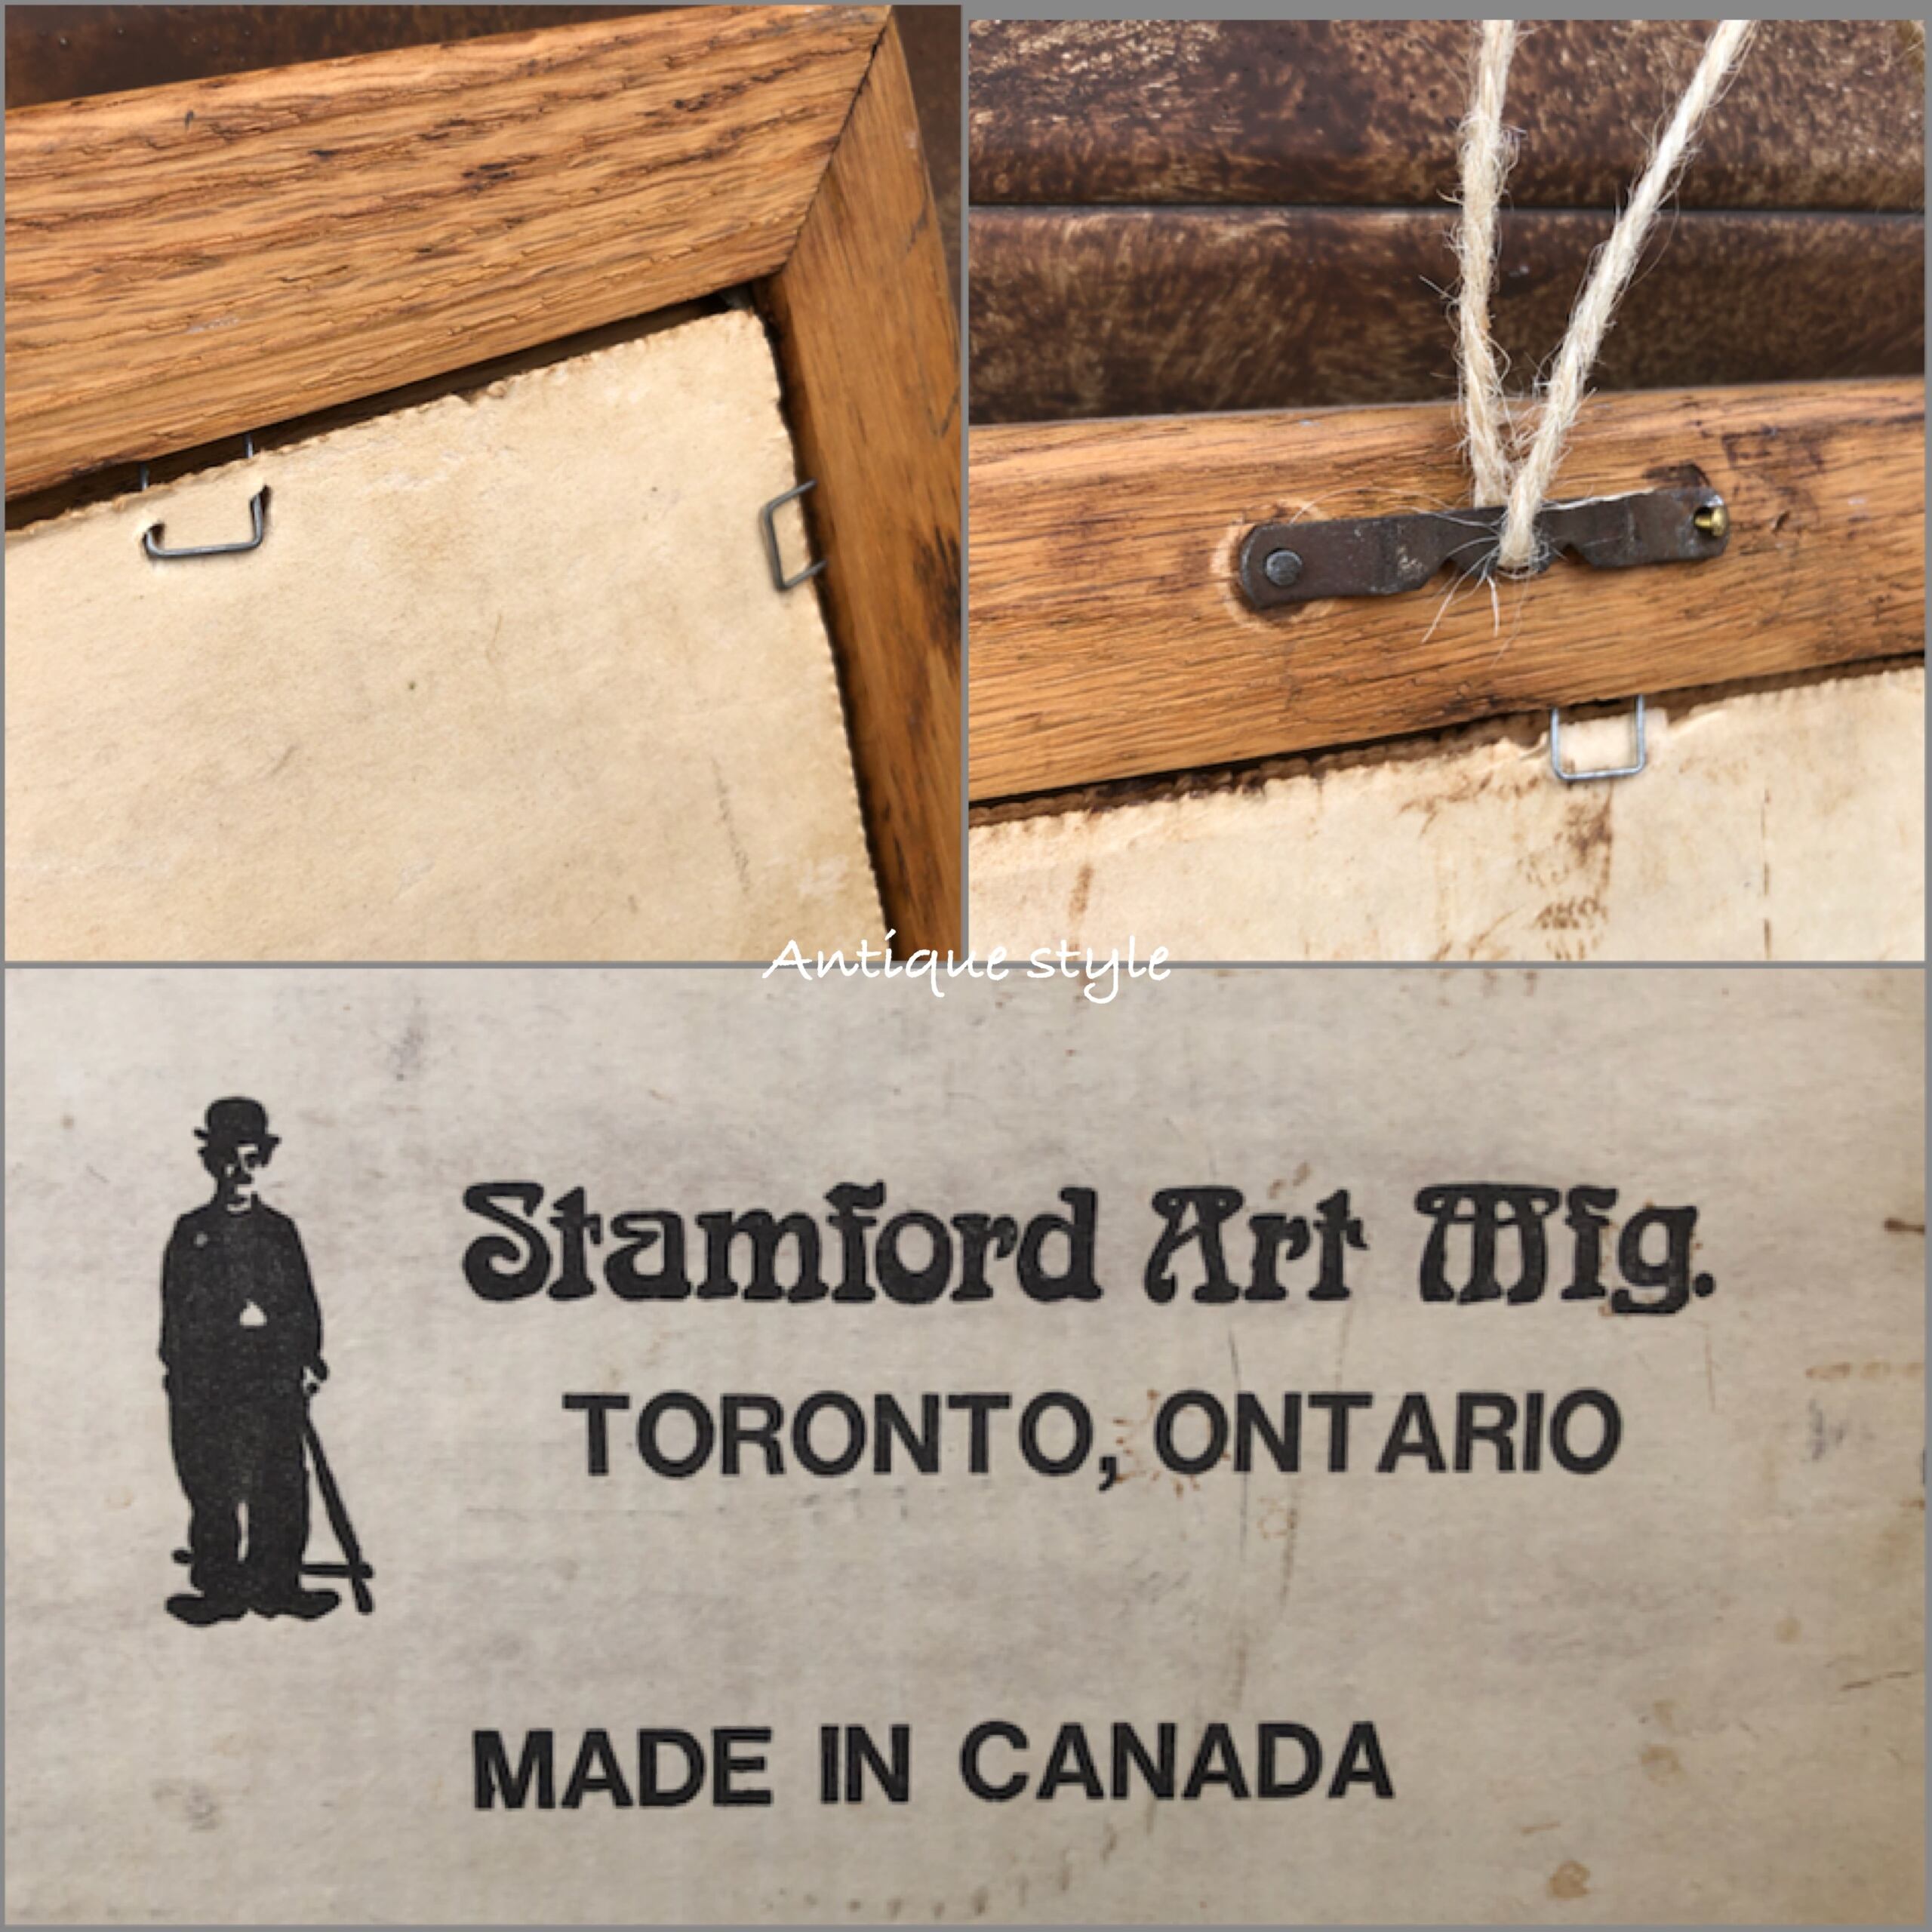 Antique style
Stamford Art Mfg.
TORONTO, ONTARIO
MADE IN CANADA